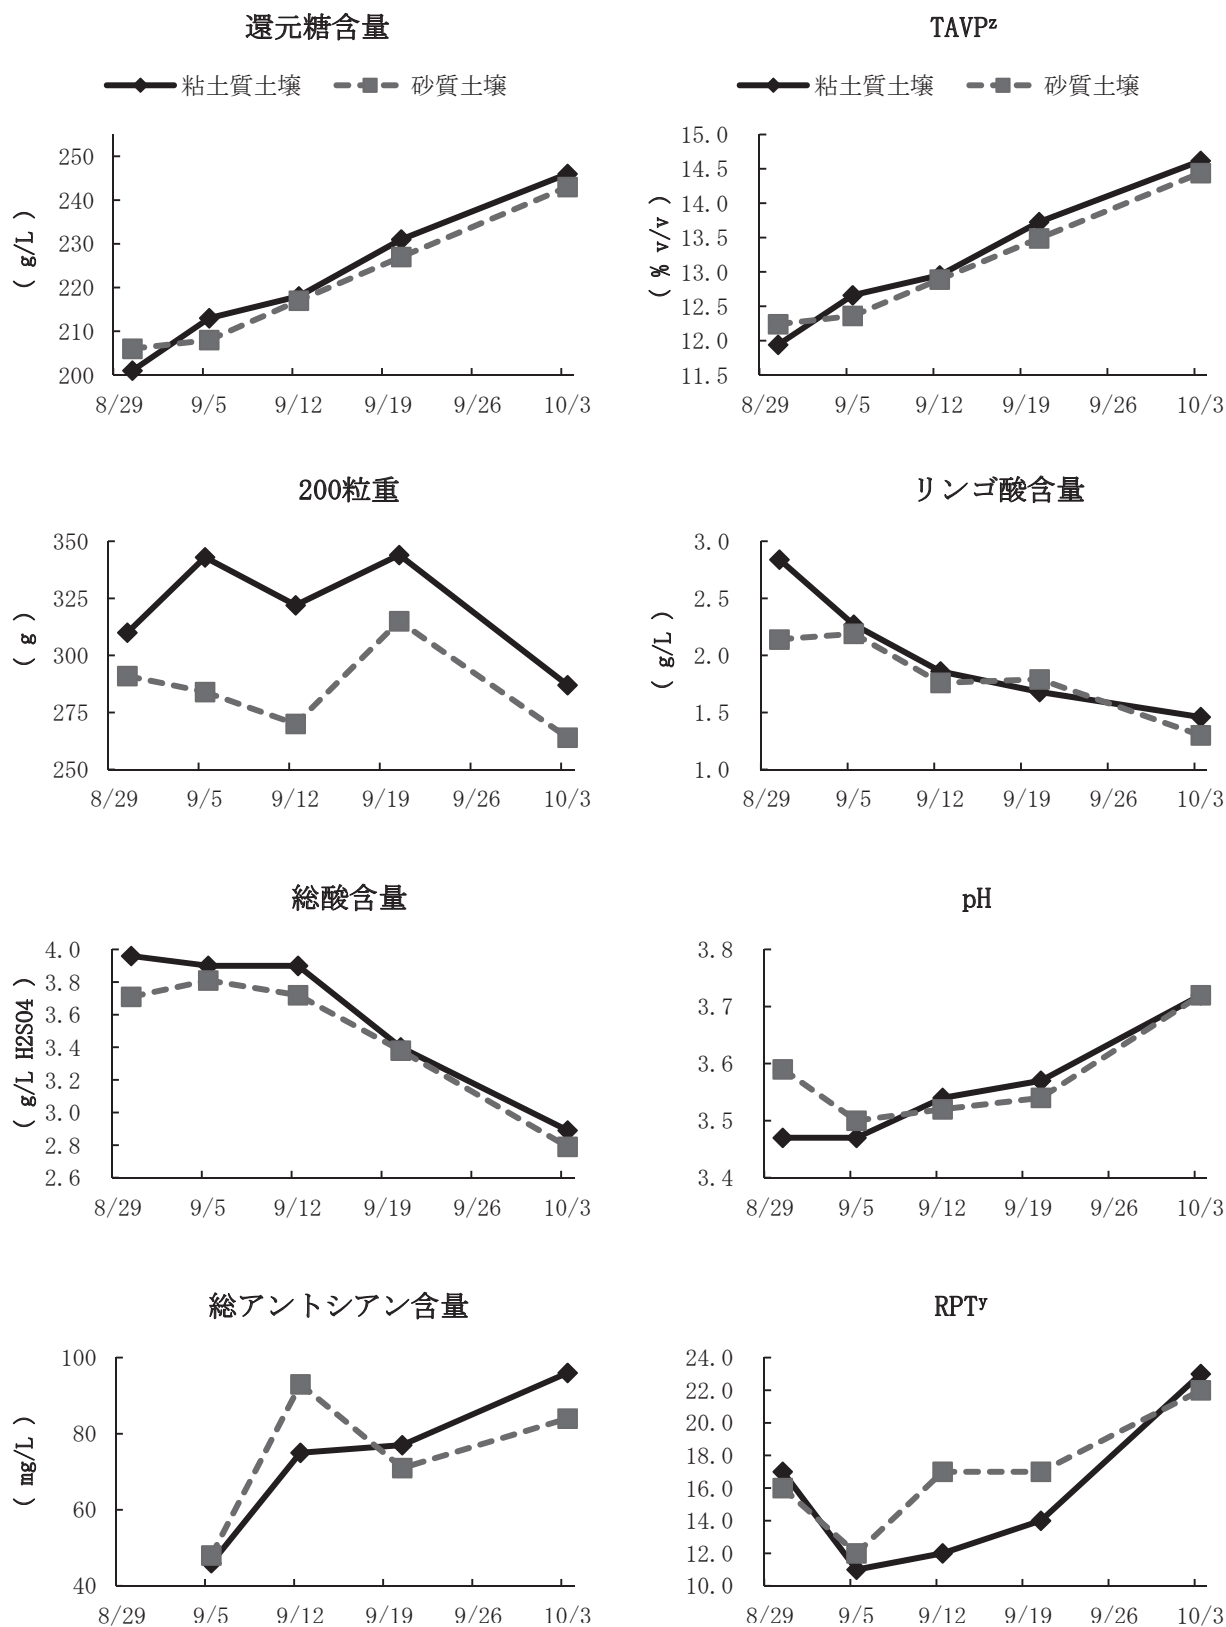 還元糖含量
粘土質土壌 砂質土壌
( g/L )
250
240
230
220
210
200
8/29 9/5 9/12 9/19 9/26 10/3
TAVPᶻ
粘土質土壌 砂質土壌
( % v/v )
15.0
14.5
14.0
13.5
13.0
12.5
12.0
11.5
8/29 9/5 9/12 9/19 9/26 10/3
200粒重
( g )
350
325
300
275
250
8/29 9/5 9/12 9/19 9/26 10/3
リンゴ酸含量
( g/L )
3.0
2.5
2.0
1.5
1.0
8/29 9/5 9/12 9/19 9/26 10/3
総酸含量
( g/L H2SO4 )
4.0
3.8
3.6
3.4
3.2
3.0
2.8
2.6
8/29 9/5 9/12 9/19 9/26 10/3
pH
3.8
3.7
3.6
3.5
3.4
8/29 9/5 9/12 9/19 9/26 10/3
総アントシアン含量
( mg/L )
100
80
60
40
8/29 9/5 9/12 9/19 9/26 10/3
RPTʸ
24.0
22.0
20.0
18.0
16.0
14.0
12.0
10.0
8/29 9/5 9/12 9/19 9/26 10/3